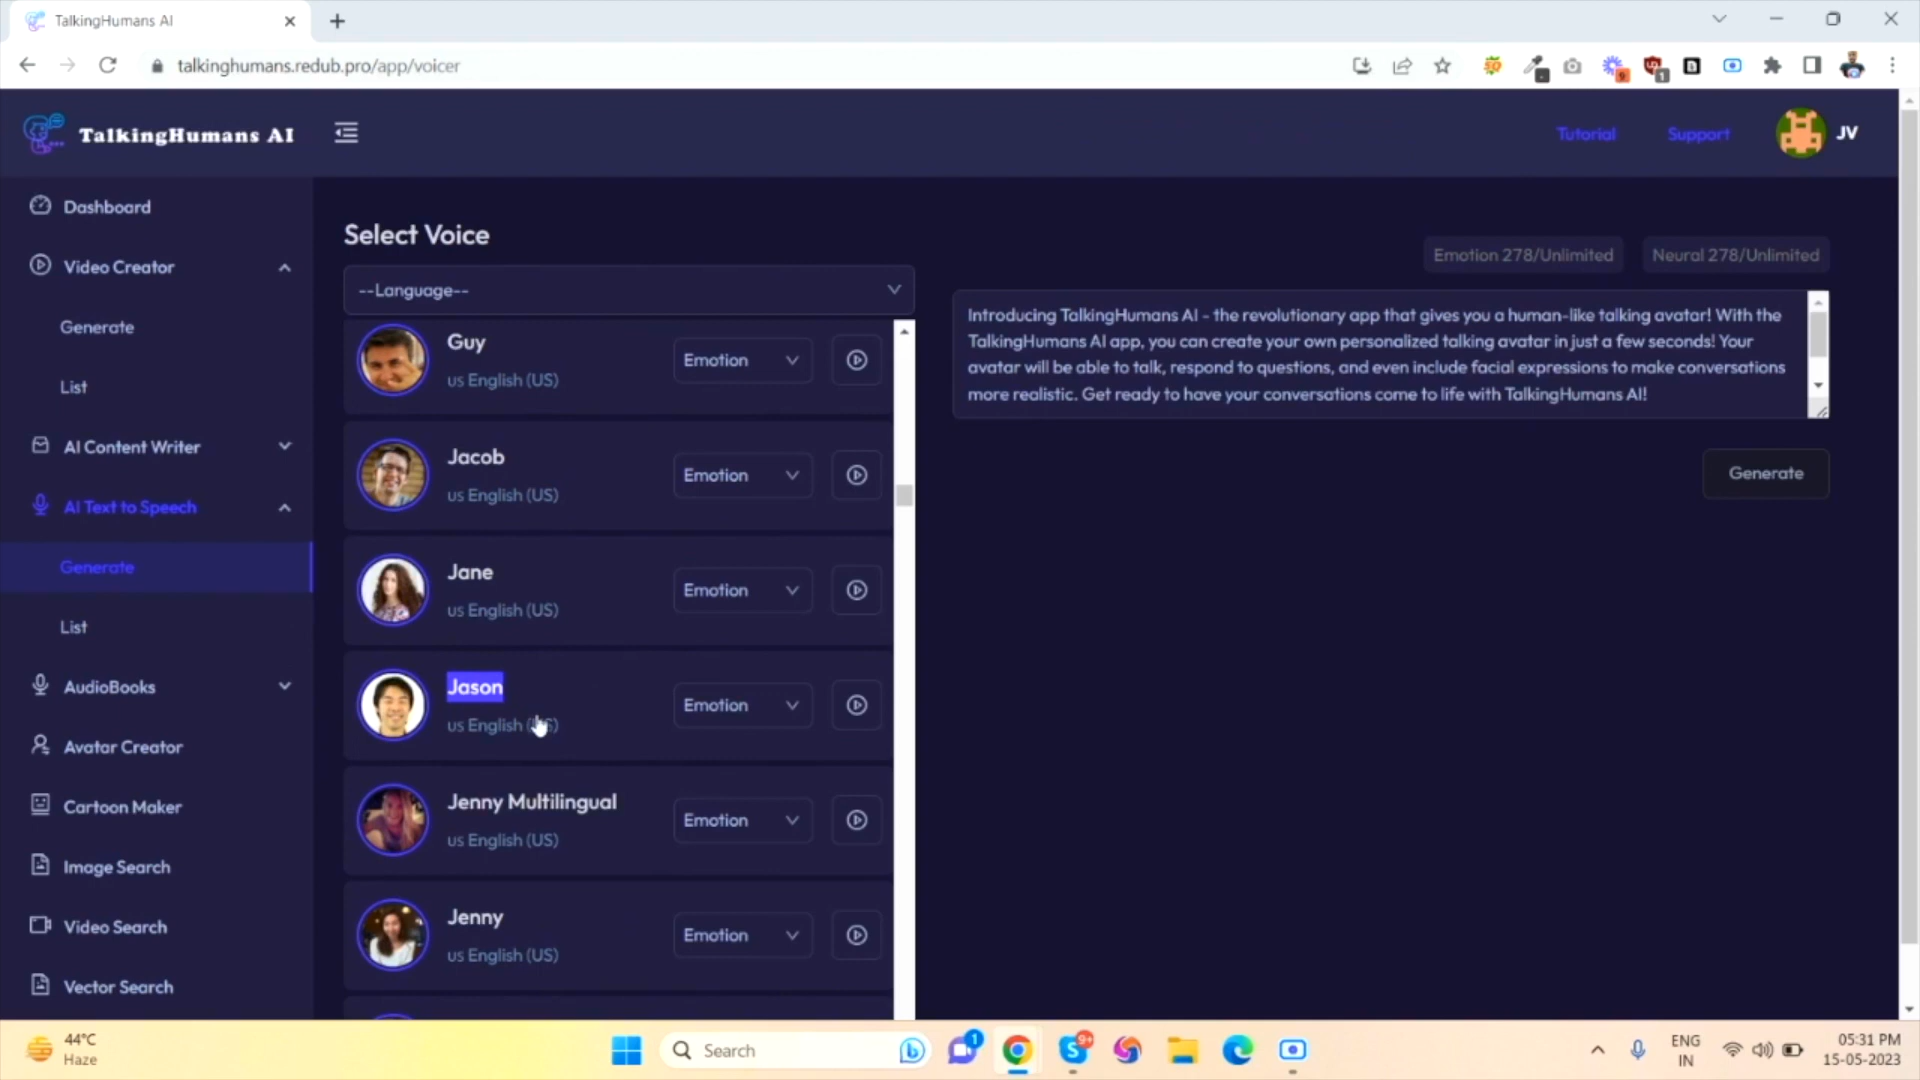 TalkingHumans AI
talkinghumans.redub.pro/app/voicer
TalkingHumans AI
Tutorial
Support
JV
Dashboard
Video Creator
Generate
List
AI Content Writer
AI Text to Speech
Generate
List
AudioBooks
Avatar Creator
Cartoon Maker
Image Search
Video Search
Vector Search
Select Voice
--Language--
Guy
us English (US)
Emotion
Jacob
us English (US)
Emotion
Jane
us English (US)
Emotion
Jason
us English
Emotion
Jenny Multilingual
us English (US)
Emotion
Jenny
us English (US)
Emotion
Emotion 278/Unlimited
Neural 278/Unlimited
Introducing TalkingHumans AI - the revolutionary app that gives you a human-like talking avatar! With the
TalkingHumans AI app, you can create your own personalized talking avatar in just a few seconds! Your
avatar will be able to talk, respond to questions, and even include facial expressions to make conversations
more realistic. Get ready to have your conversations come to life with TalkingHumans AI!
Generate
44°C
Haze
Search
1
9+
ENG
IN
05:31 PM
15-05-2023